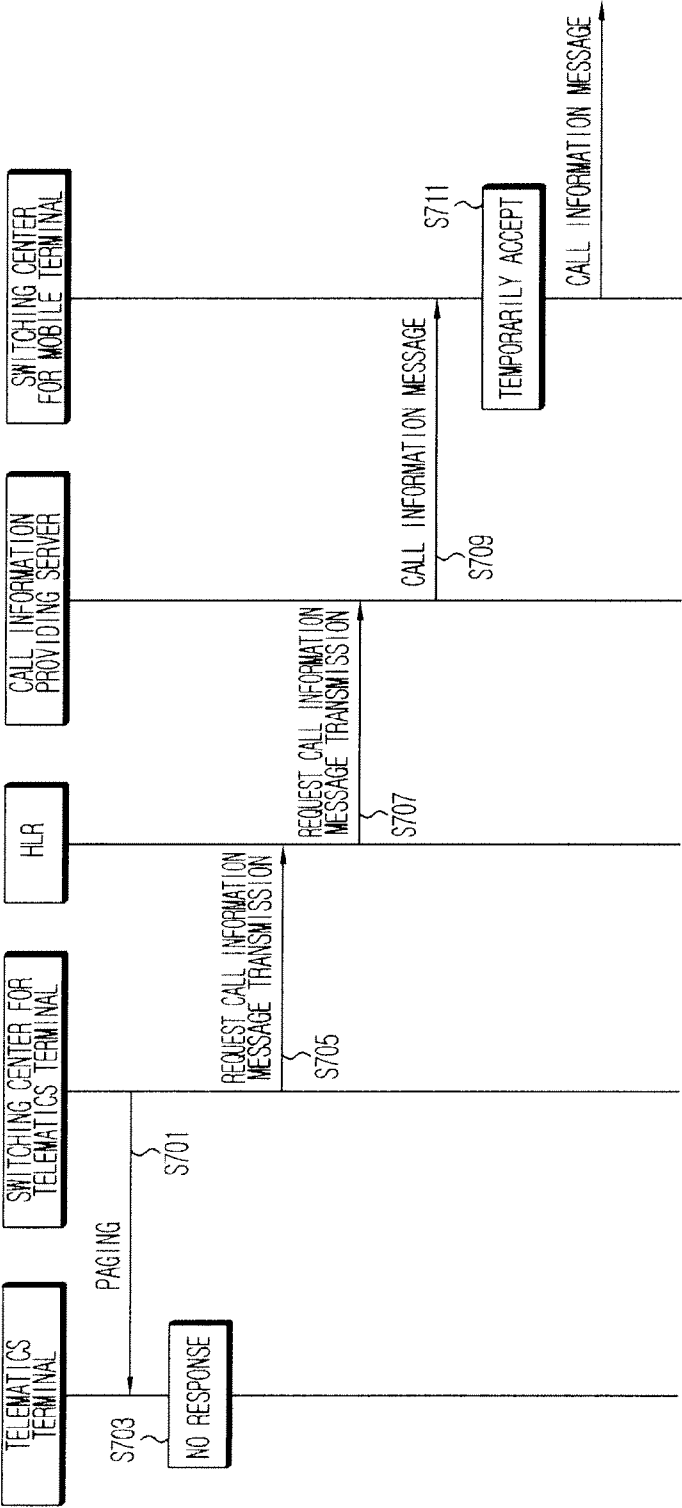 TELEMATICS
TERMINAL
SWITCHING CENTER FOR
TELEMATICS TERMINAL
HLR
CALL INFORMATION
PROVIDING SERVER
SWITCHING CENTER
FOR MOBILE TERMINAL
PAGING
S701
S703
NO RESPONSE
REQUEST CALL INFORMATION
MESSAGE TRANSMISSION
S705
REQUEST CALL INFORMATION
MESSAGE TRANSMISSION
S707
CALL INFORMATION MESSAGE
S709
S711
TEMPORARILY ACCEPT
CALL INFORMATION MESSAGE